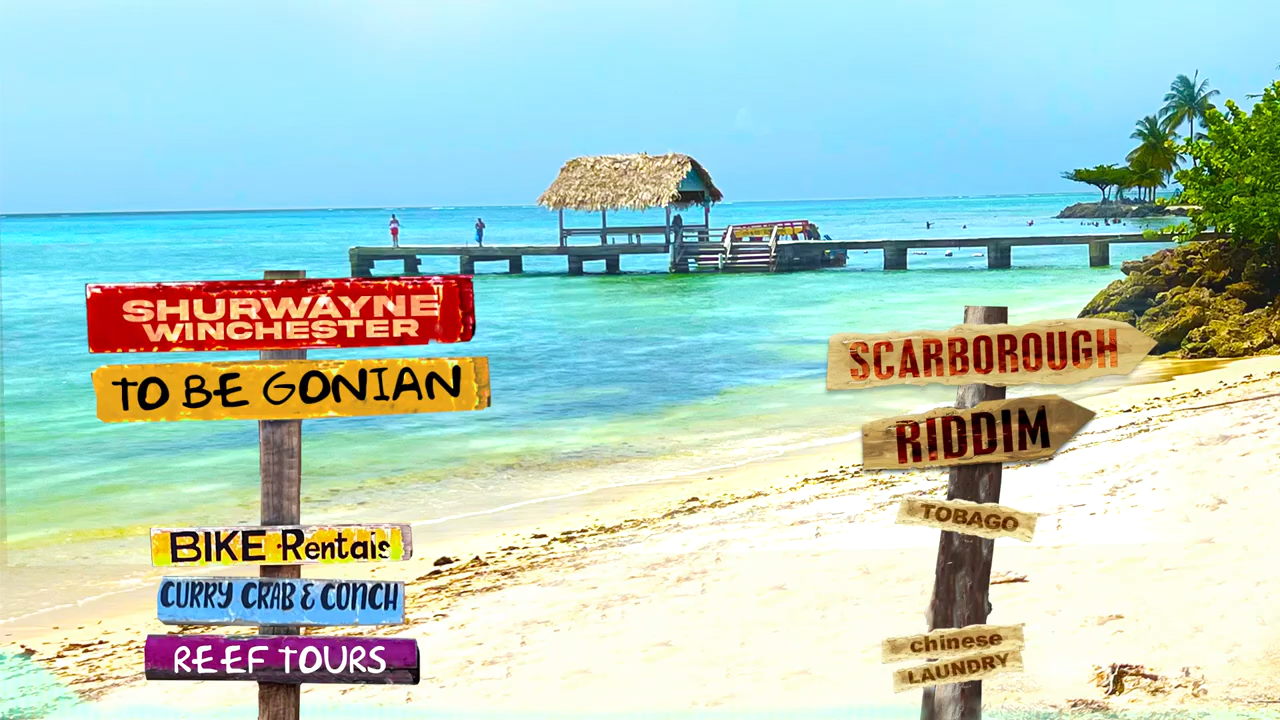 SHURWAYNE
WINCHESTER
TO BE GONIAN
BIKE Rentals
CURRY CRAB & CONCH
REEF TOURS
SCARBOROUGH
RIDDIM
TOBAGO
chinese
LAUNDRY